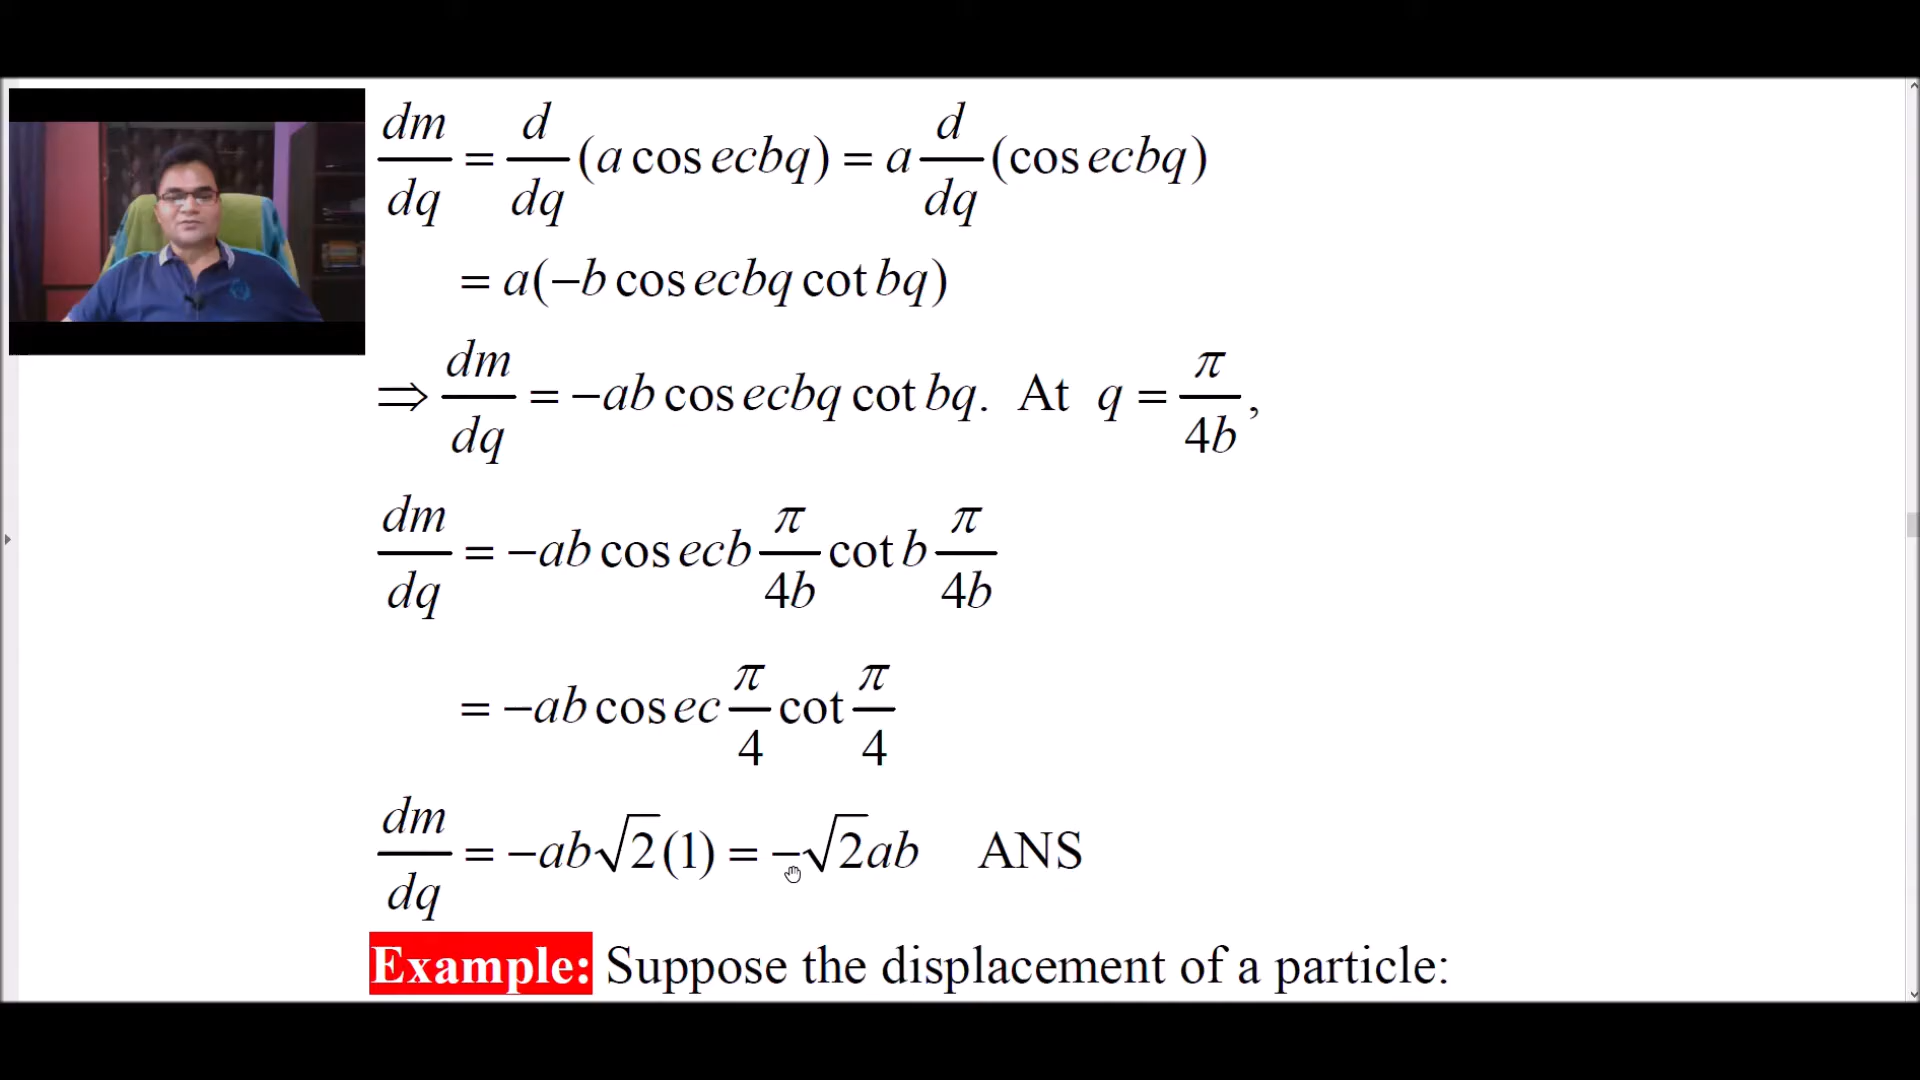 dm/dq = d/dq (a cos ecbq) = a d/dq (cos ecbq)
= a(−b cos ecbq cot bq)
⇒ dm/dq = −ab cos ecbq cot bq. At q = π/4b,
dm/dq = −ab cos ecb π/4b cot b π/4b
= −ab cos ec π/4 cot π/4
dm/dq = −ab√2(1) = −√2ab ANS
Example: Suppose the displacement of a particle: